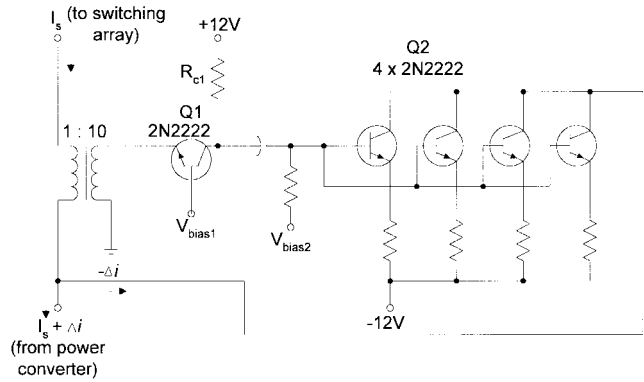 I_s (to switching
array)
+12V
R_c1
Q1
2N2222
Q2
4 x 2N2222
1 : 10
V_bias1
V_bias2
-Δi
-12V
I_s + Δi
(from power
converter)